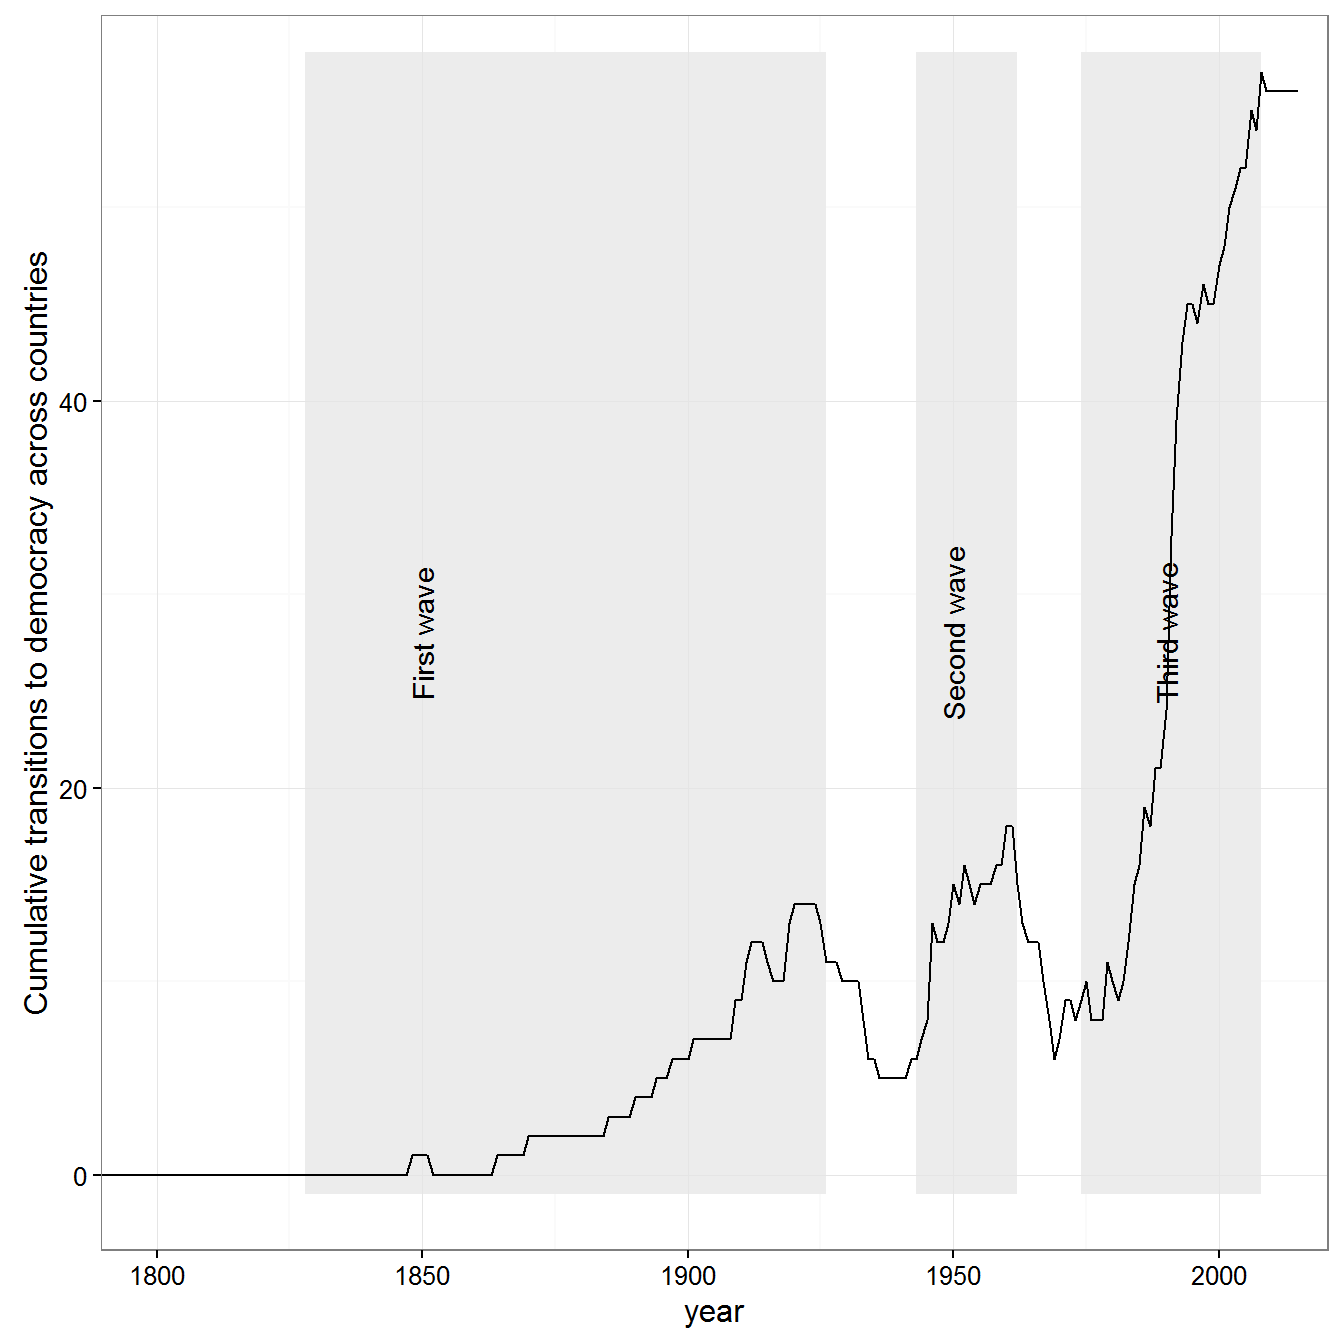 Cumulative transitions to democracy across countries
40
20
0
First wave
Second wave
Third wave
1800
1850
1900
1950
2000
year